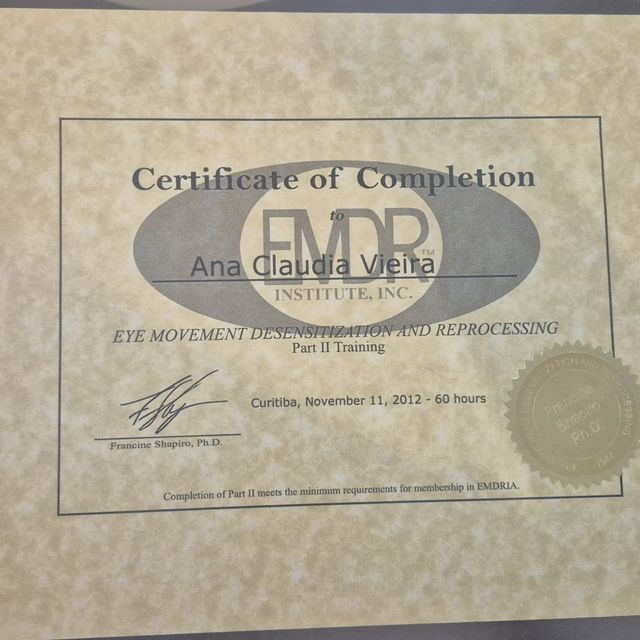 Certificate of Completion
to
EMDR™
Ana Claudia Vieira
INSTITUTE, INC.
EYE MOVEMENT DESENSITIZATION AND REPROCESSING
Part II Training
Curitiba, November 11, 2012 - 60 hours
Francine Shapiro, Ph.D.
Francine
Shapiro
Ph.D.
Completion of Part II meets the minimum requirements for membership in EMDRIA.